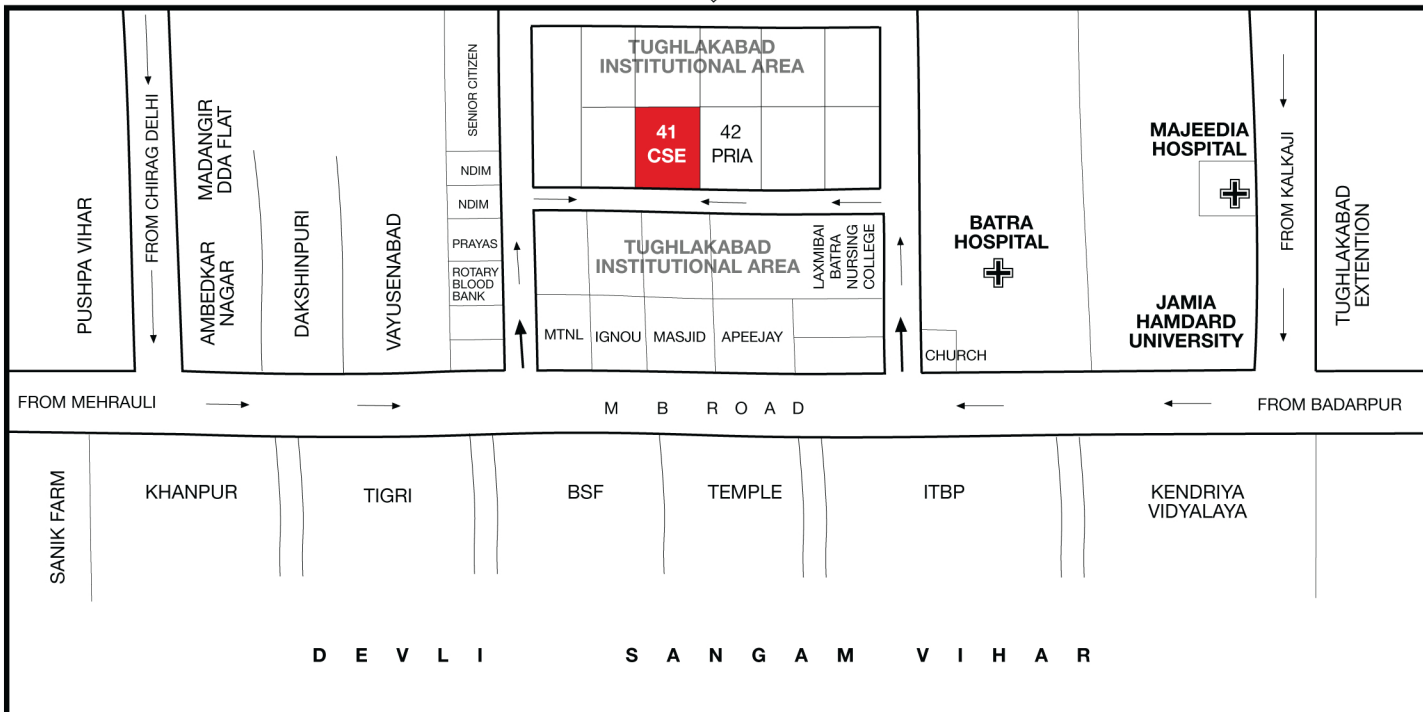 TUGHLAKABAD
INSTITUTIONAL AREA
SENIOR CITIZEN
FROM CHIRAG DELHI
MADANGIR
DDA FLAT
41
CSE
42
PRIA
MAJEEDIA
HOSPITAL
FROM KALKAJI
NDIM
NDIM
PUSHPA VIHAR
AMBEDKAR
NAGAR
DAKSHINPURI
VAYUSENABAD
PRAYAS
ROTARY
BLOOD
BANK
TUGHLAKABAD
INSTITUTIONAL AREA
LAXMIBAI
BATRA
NURSING
COLLEGE
BATRA
HOSPITAL
TUGHLAKABAD
EXTENTION
JAMIA
HAMDARD
UNIVERSITY
MTNL
IGNOU
MASJID
APEEJAY
CHURCH
FROM MEHRAULI
M B ROAD
FROM BADARPUR
SANIK FARM
KHANPUR
TIGRI
BSF
TEMPLE
ITBP
KENDRIYA
VIDYALAYA
DEVLI SANGAM VIHAR